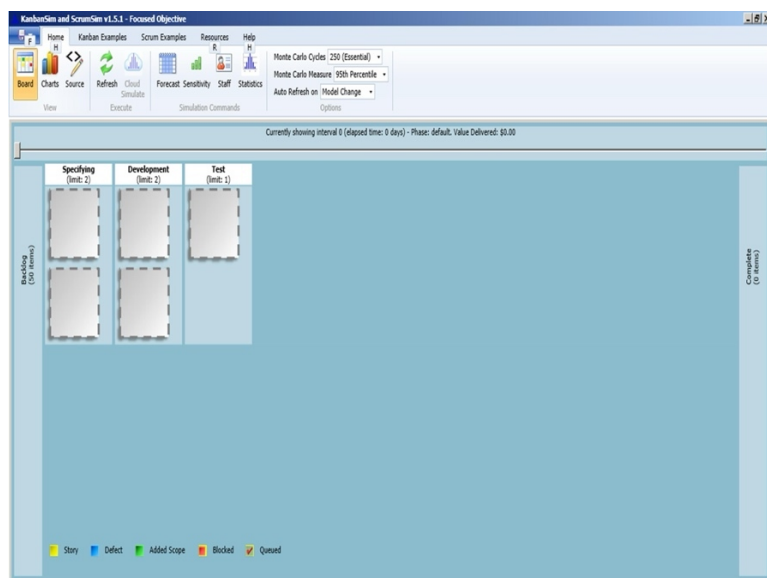 KanbanSim and ScrumSim v1.5.1 - Focused Objective
F
Home Kanban Examples Scrum Examples Resources Help
H R H
Board Charts Source Refresh Cloud Simulate Forecast Sensitivity Staff Statistics
View Execute Simulation Commands Options
Monte Carlo Cycles 250 (Essential)
Monte Carlo Measure 95th Percentile
Auto Refresh on Model Change
Currently showing interval 0 (elapsed time: 0 days) - Phase: default. Value Delivered: $0.00
Specifying Development Test
(limit: 2) (limit: 2) (limit: 1)
Backlog
(50 items)
Complete
(0 items)
Story Defect Added Scope Blocked Queued